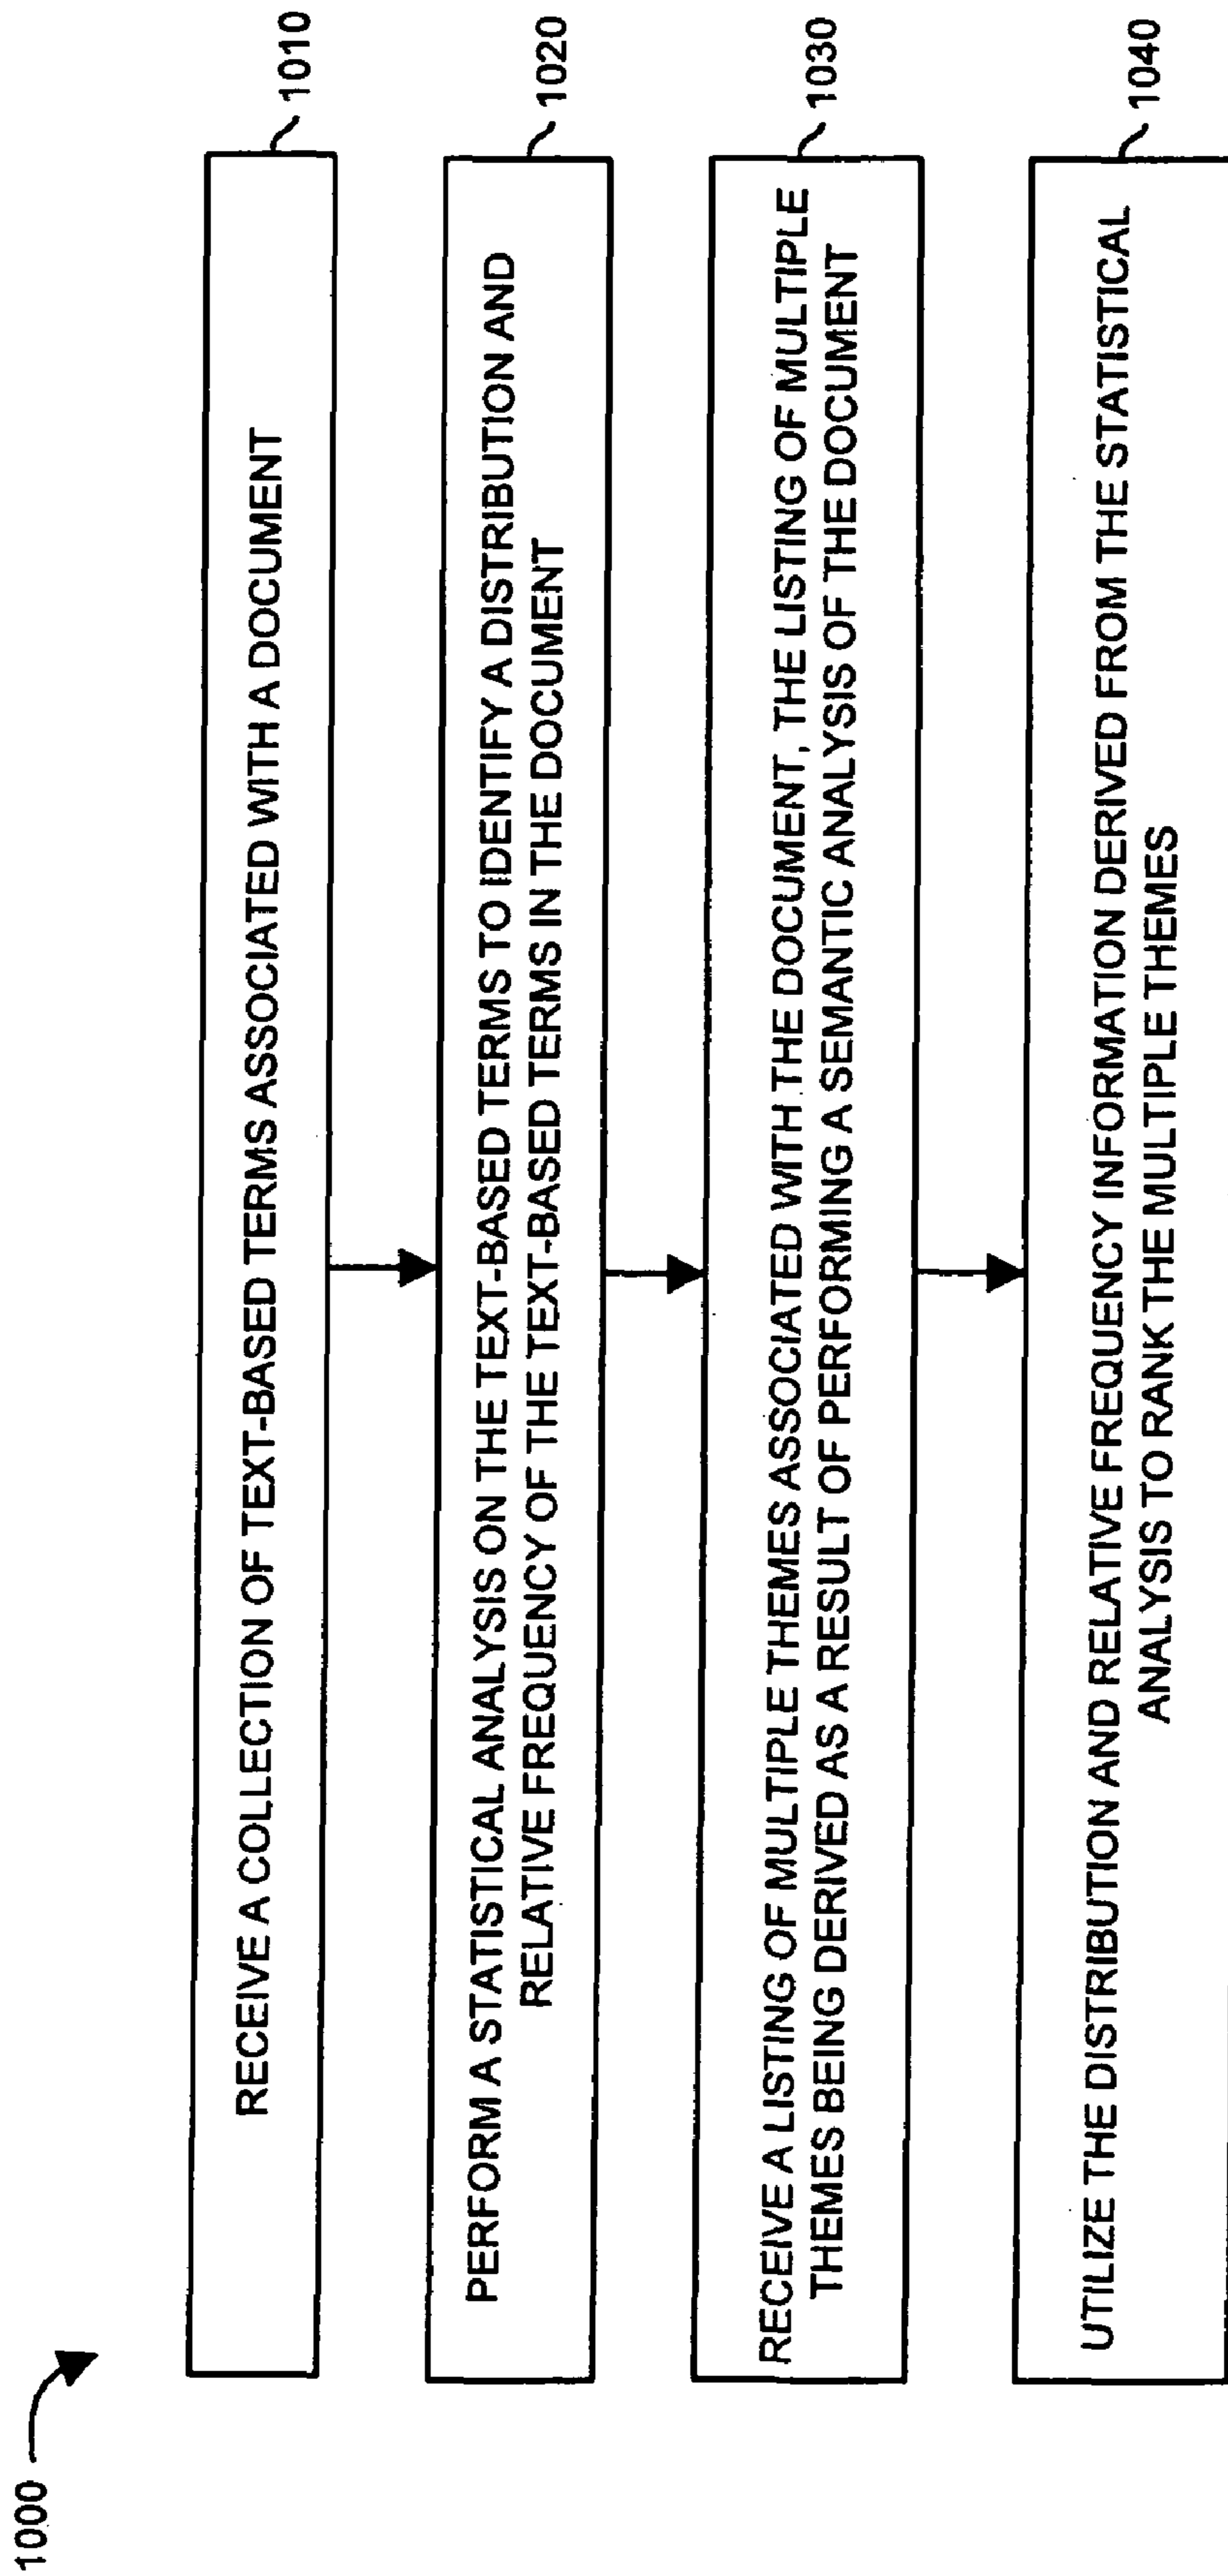 1000
RECEIVE A COLLECTION OF TEXT-BASED TERMS ASSOCIATED WITH A DOCUMENT
1010
PERFORM A STATISTICAL ANALYSIS ON THE TEXT-BASED TERMS TO IDENTIFY A DISTRIBUTION AND
RELATIVE FREQUENCY OF THE TEXT-BASED TERMS IN THE DOCUMENT
1020
RECEIVE A LISTING OF MULTIPLE THEMES ASSOCIATED WITH THE DOCUMENT, THE LISTING OF MULTIPLE
THEMES BEING DERIVED AS A RESULT OF PERFORMING A SEMANTIC ANALYSIS OF THE DOCUMENT
1030
UTILIZE THE DISTRIBUTION AND RELATIVE FREQUENCY INFORMATION DERIVED FROM THE STATISTICAL
ANALYSIS TO RANK THE MULTIPLE THEMES
1040